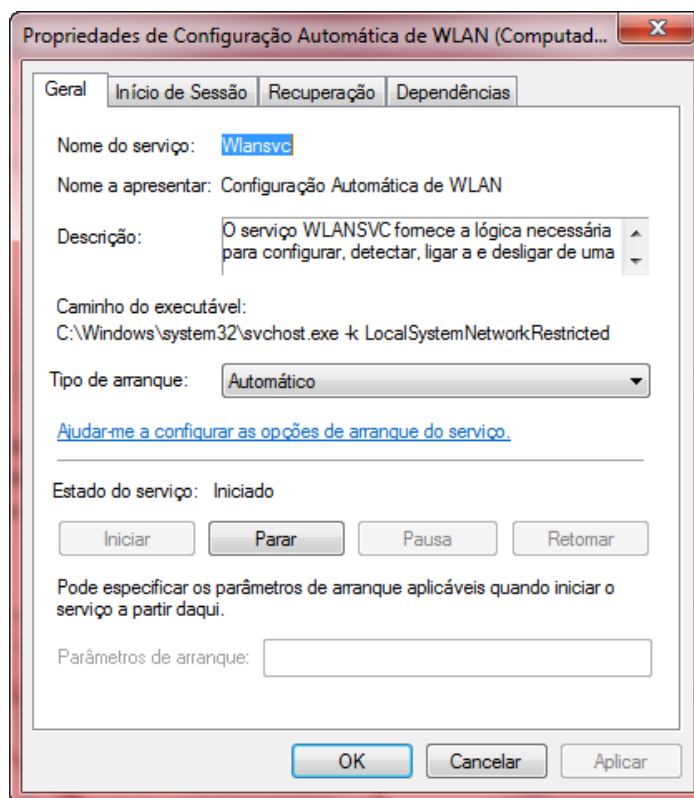 Propriedades de Configuração Automática de WLAN (Computad...
Geral Início de Sessão Recuperação Dependências
Nome do serviço: Wlansvc
Nome a apresentar: Configuração Automática de WLAN
Descrição: O serviço WLANSVC fornece a lógica necessária
para configurar, detectar, ligar a e desligar de uma
Caminho do executável:
C:\Windows\system32\svchost.exe -k LocalSystemNetworkRestricted
Tipo de arranque: Automático
Ajudar-me a configurar as opções de arranque do serviço.
Estado do serviço: Iniciado
Iniciar Parar Pausa Retomar
Pode especificar os parâmetros de arranque aplicáveis quando iniciar o
serviço a partir daqui.
Parâmetros de arranque:
OK Cancelar Aplicar